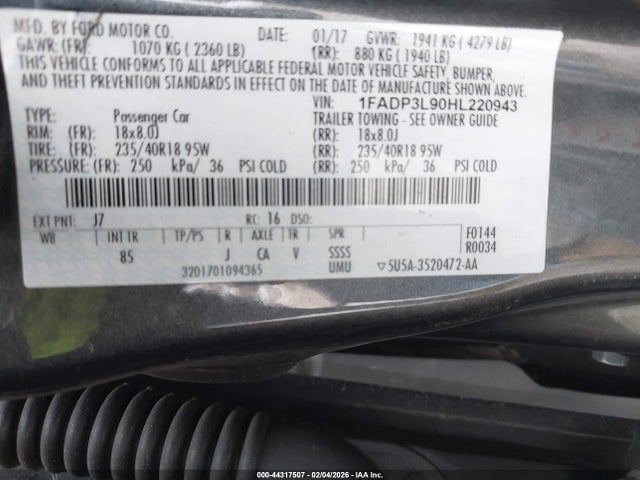 MFD. BY FORD MOTOR CO. DATE: 01/17 GVWR: 1941 KG ( 4279 LB)
GAWR: (FR): 1070 KG ( 2360 LB) (RR): 880 KG ( 1940 LB)
THIS VEHICLE CONFORMS TO ALL APPLICABLE FEDERAL MOTOR VEHICLE SAFETY, BUMPER,
AND THEFT PREVENTION STANDARDS IN EFFECT ON THE DATE OF MANUFACTURE
SHOWN ABOVE.
VIN: 1FADP3L90HL220943
TYPE: Passenger Car TRAILER TOWING - SEE OWNER GUIDE
RIM: (FR): 18x8.0J (RR): 18x8.0J
TIRE: (FR): 235/40R18 95W (RR): 235/40R18 95W
PRESSURE: (FR): 250 kPa/ 36 PSI COLD (RR): 250 kPa/ 36 PSI COLD
EXT PNT: J7 RC: 16 DSO: F0144
WB INT TR TP/PS R AXLE TR SPR R0034
85 J CA V SSSS
3201701094365 UMU ▽5U5A-3520472-AA
000-44317507 - 02/04/2026 - IAA Inc.